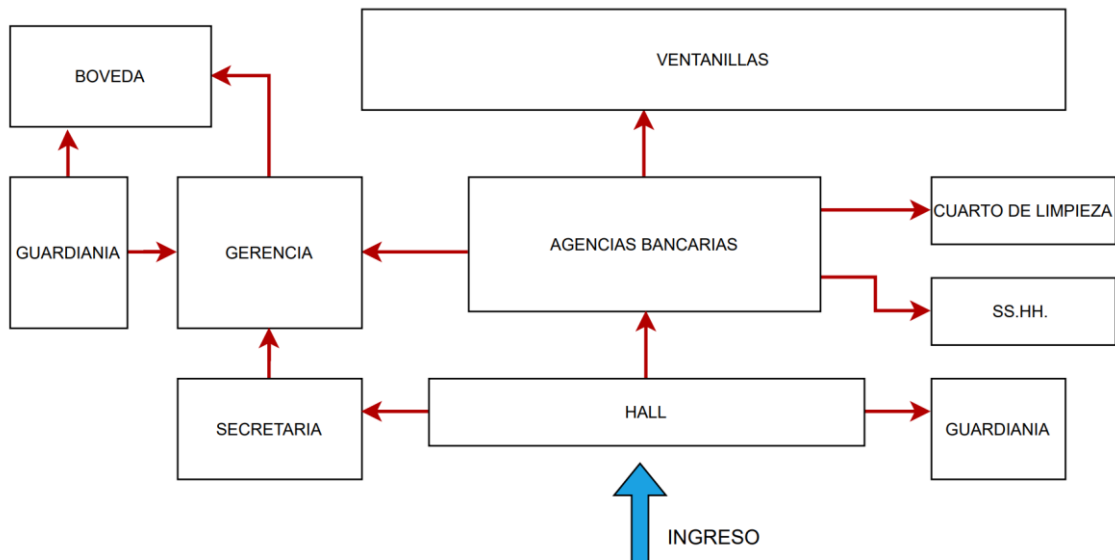 VENTANILLAS
BOVEDA
GUARDIANIA
GERENCIA
AGENCIAS BANCARIAS
CUARTO DE LIMPIEZA
SS.HH.
SECRETARIA
HALL
GUARDIANIA
INGRESO